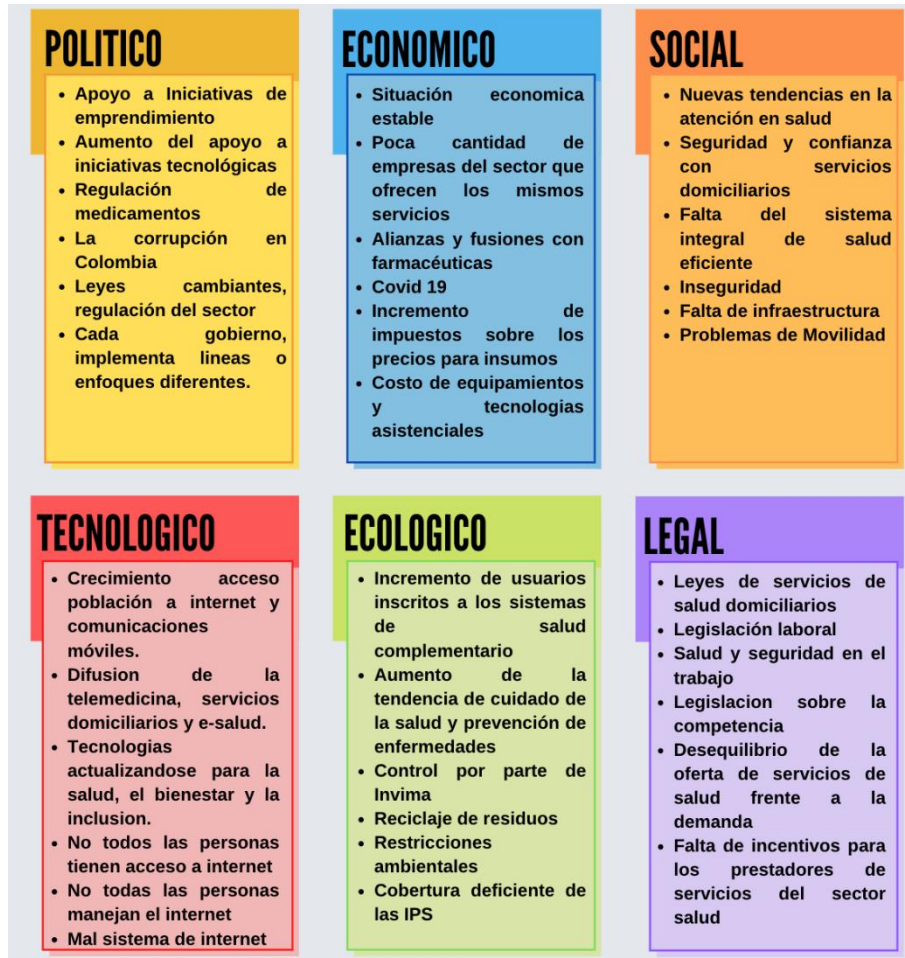 POLITICO
• Apoyo a Iniciativas de
emprendimiento
• Aumento del apoyo a
iniciativas tecnológicas
• Regulación de
medicamentos
• La corrupción en
Colombia
• Leyes cambiantes,
regulación del sector
• Cada gobierno,
implementa lineas o
enfoques diferentes.
ECONOMICO
• Situación economica
estable
• Poca cantidad de
empresas del sector que
ofrecen los mismos
servicios
• Alianzas y fusiones con
farmacéuticas
• Covid 19
• Incremento de
impuestos sobre los
precios para insumos
• Costo de equipamientos
y tecnologias
asistenciales
SOCIAL
• Nuevas tendencias en la
atención en salud
• Seguridad y confianza
con servicios
domiciliarios
• Falta del sistema
integral de salud
eficiente
• Inseguridad
• Falta de infraestructura
• Problemas de Movilidad
TECNOLOGICO
• Crecimiento acceso
población a internet y
comunicaciones
móviles.
• Difusion de la
telemedicina, servicios
domiciliarios y e-salud.
• Tecnologias
actualizandose para la
salud, el bienestar y la
inclusion.
• No todos las personas
tienen acceso a internet
• No todas las personas
manejan el internet
• Mal sistema de internet
ECOLOGICO
• Incremento de usuarios
inscritos a los sistemas
de salud
complementario
• Aumento de la
tendencia de cuidado de
la salud y prevención de
enfermedades
• Control por parte de
Invima
• Reciclaje de residuos
• Restricciones
ambientales
• Cobertura deficiente de
las IPS
LEGAL
• Leyes de servicios de
salud domiciliarios
• Legislación laboral
• Salud y seguridad en el
trabajo
• Legislacion sobre la
competencia
• Desequilibrio de la
oferta de servicios de
salud frente a la
demanda
• Falta de incentivos para
los prestadores de
servicios del sector
salud